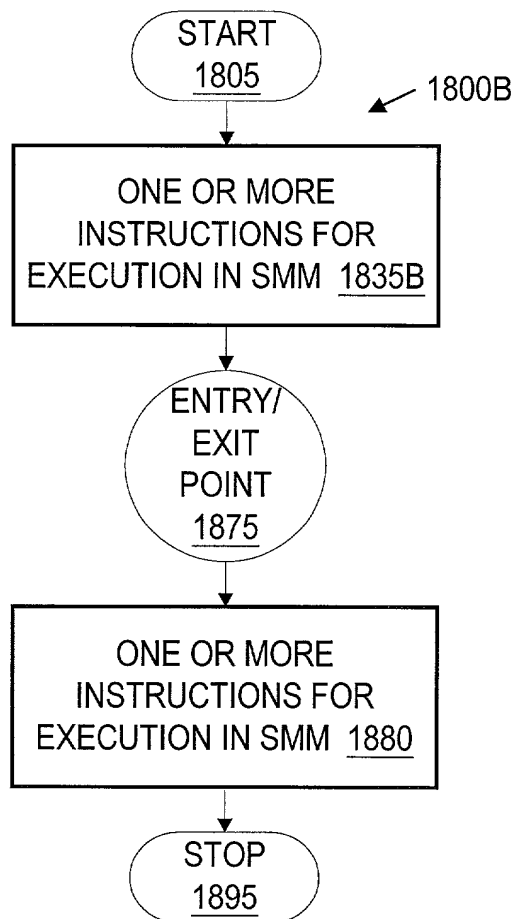 START
1805
1800B
ONE OR MORE
INSTRUCTIONS FOR
EXECUTION IN SMM 1835B
ENTRY/
EXIT
POINT
1875
ONE OR MORE
INSTRUCTIONS FOR
EXECUTION IN SMM 1880
STOP
1895